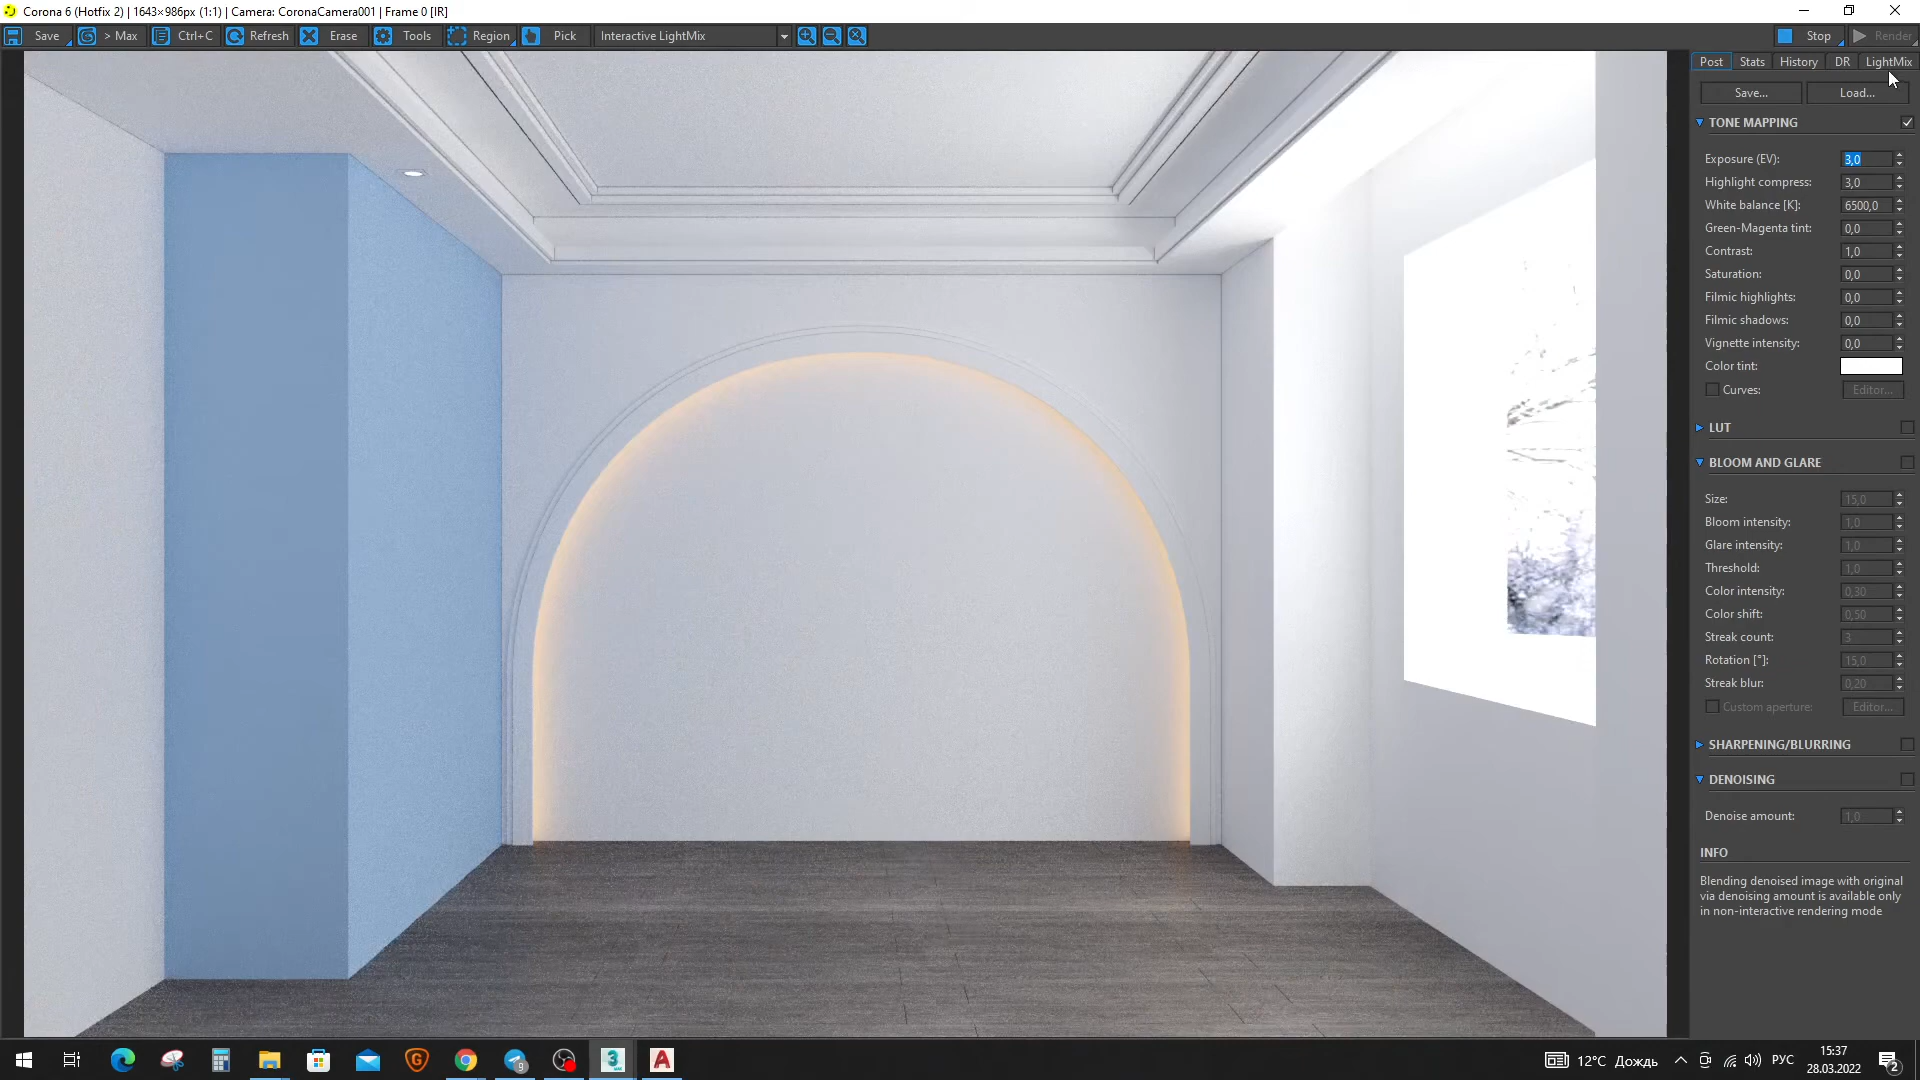 Corona 6 (Hotfix 2) | 1643×986px (1:1) | Camera: CoronaCamera001 | Frame 0 [IR]
Save > Max Ctrl+C Refresh Erase Tools Region Pick Interactive LightMix Stop Render
Post Stats History DR LightMix
Save... Load...
TONE MAPPING
Exposure (EV): 3,0
Highlight compress: 3,0
White balance [K]: 6500,0
Green-Magenta tint: 0,0
Contrast: 1,0
Saturation: 0,0
Filmic highlights: 0,0
Filmic shadows: 0,0
Vignette intensity: 0,0
Color tint:
Curves: Editor...
LUT
BLOOM AND GLARE
Size: 15,0
Bloom intensity: 1,0
Glare intensity: 1,0
Threshold: 1,0
Color intensity: 0,30
Color shift: 0,50
Streak count: 3
Rotation [°]: 15,0
Streak blur: 0,20
Custom aperture: Editor...
SHARPENING/BLURRING
DENOISING
Denoise amount: 1,0
INFO
Blending denoised image with original
via denoising amount is available only
in non-interactive rendering mode
12°C Дождь РУС 15:37
28.03.2022
2
9
3
MAX
A
G